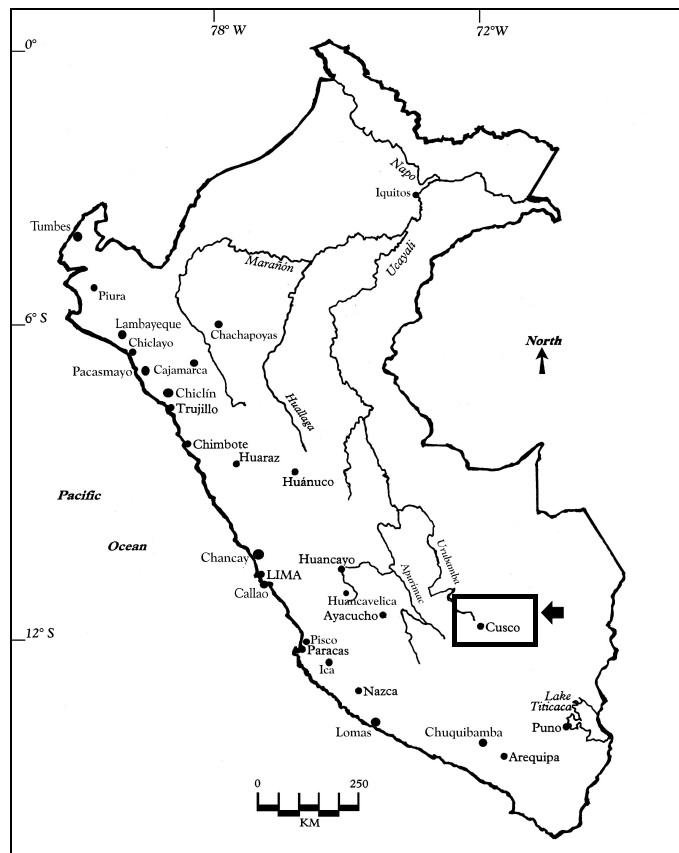 78° W
72°W
0°
Napo
Iquitos
Tumbes
Ucayali
Marañón
Piura
6° S
Lambayeque
Chachapoyas
Chiclayo
North
Pacasmayo
Cajamarca
Chiclín
Trujillo
Huallaga
Chimbote
Huaraz
Huánuco
Pacific
Ocean
Chancay
Huancayo
Urubamba
Apurimac
LIMA
Callao
Huancavelica
Ayacucho
Cusco
12° S
Pisco
Paracas
Ica
Nazca
Lake
Titicaca
Lomas
Chuquibamba
Puno
Arequipa
0
250
KM